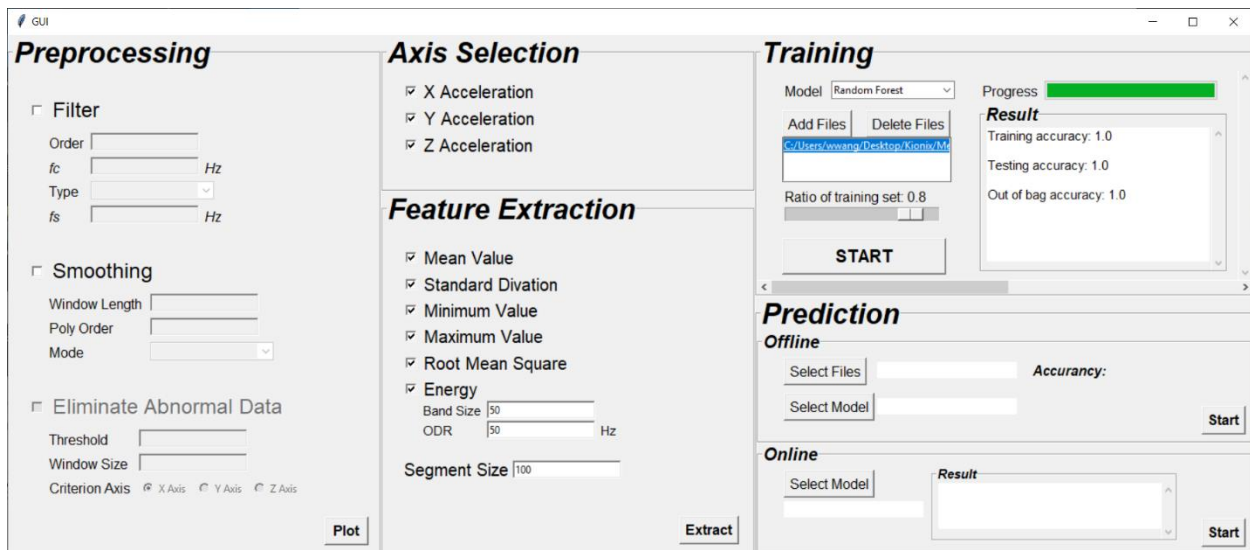 GUI
Preprocessing
Filter
Order
fc Hz
Type
fs Hz
Smoothing
Window Length
Poly Order
Mode
Eliminate Abnormal Data
Threshold
Window Size
Criterion Axis X Axis Y Axis Z Axis
Plot
Axis Selection
X Acceleration
Y Acceleration
Z Acceleration
Feature Extraction
Mean Value
Standard Divation
Minimum Value
Maximum Value
Root Mean Square
Energy
Band Size 50
ODR 50 Hz
Segment Size 100
Extract
Training
Model Random Forest
Add Files Delete Files
C:/Users/wwang/Desktop/Kionix/Me
Ratio of training set: 0.8
START
Progress
Result
Training accuracy: 1.0
Testing accuracy: 1.0
Out of bag accuracy: 1.0
Prediction
Offline
Select Files Accurancy:
Select Model
Start
Online
Select Model
Result
Start